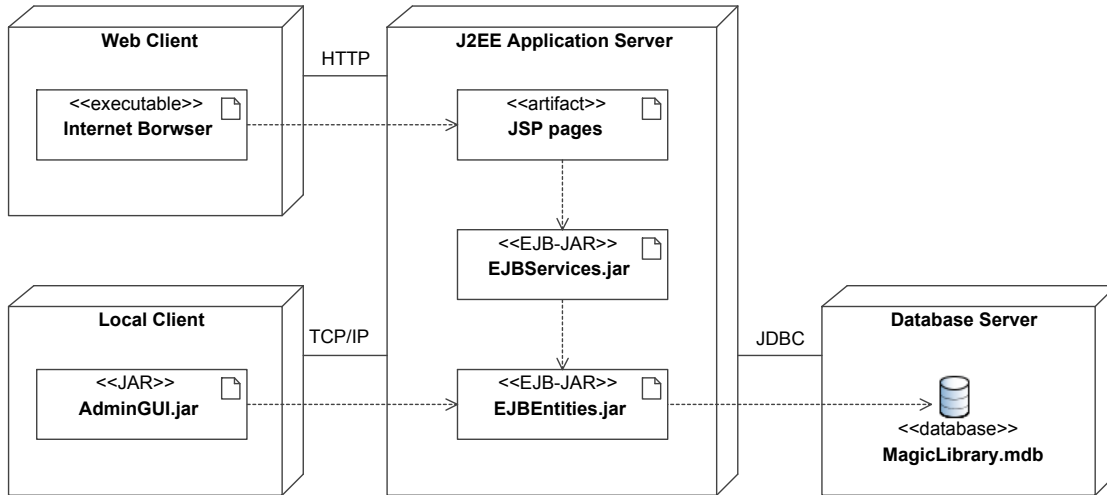 Web Client
<<executable>>
Internet Borwser
HTTP
J2EE Application Server
<<artifact>>
JSP pages
<<EJB-JAR>>
EJBServices.jar
Local Client
<<JAR>>
AdminGUI.jar
TCP/IP
<<EJB-JAR>>
EJBEntities.jar
JDBC
Database Server
<<database>>
MagicLibrary.mdb